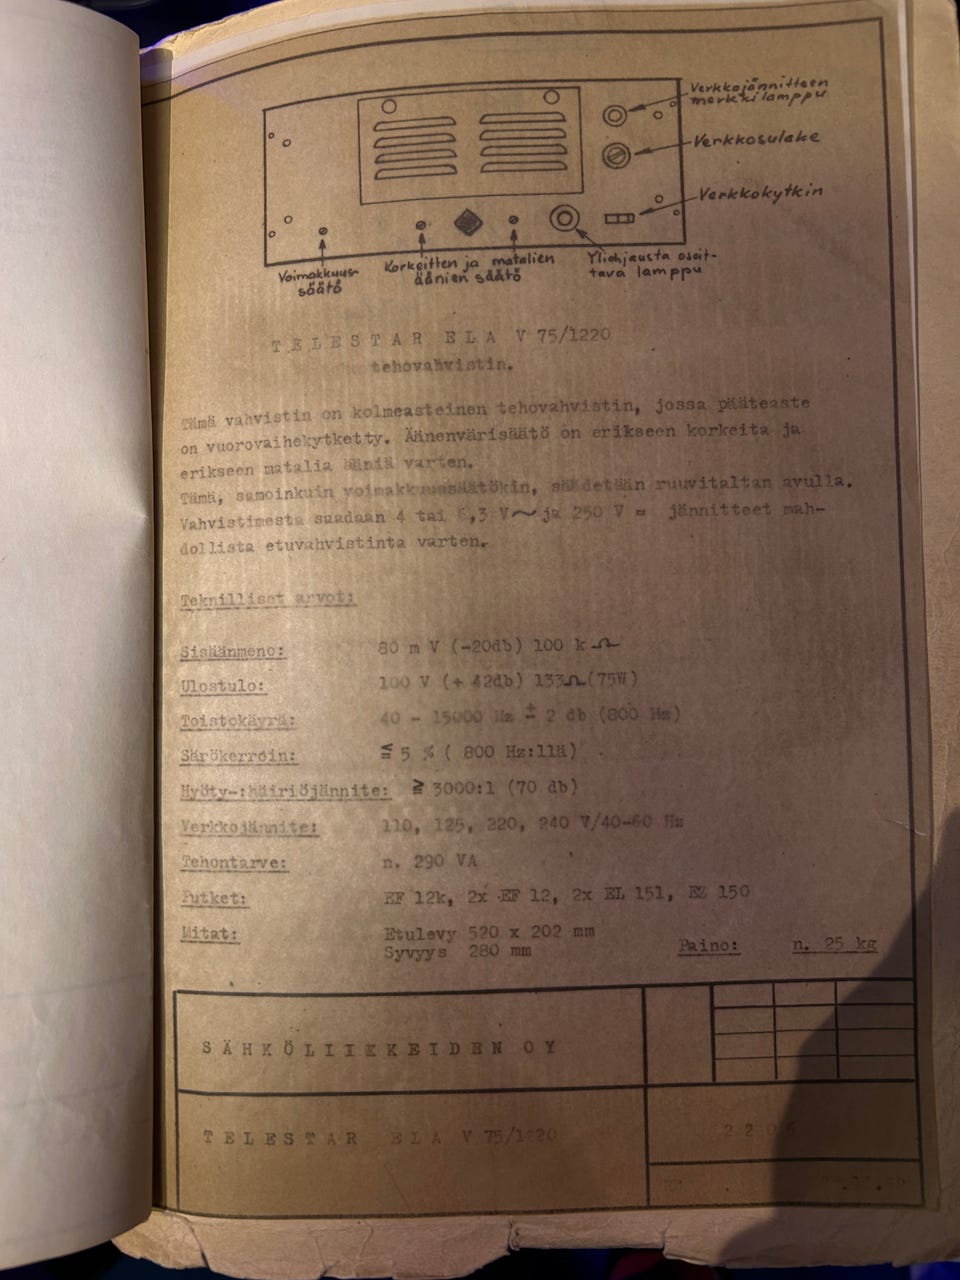 Verkkojännitteen
merkkilamppu
Verkkosulake
Verkkokytkin
Voimakkuus-
säätö
Korkeitten ja matalien
äänien säätö
Yliohjausta osoit-
tava lamppu
TELESTAR ELA V 75/1220
tehovahvistin.
Tämä vahvistin on kolmeasteinen tehovahvistin, jossa pääteaste
on vuorovaihekytketty. Äänenvärisäätö on erikseen korkeita ja
erikseen matalia ääniä varten.
Tämä, samoinkuin voimakkuussäätökin, säädetään ruuvitaltan avulla.
Vahvistimesta saadaan 4 tai 6,3 V~ ja 250 V = jännitteet mah-
dollista etuvahvistinta varten.
Teknilliset arvot:
Sisäänmeno: 80 m V (-20db) 100 k Ω
Ulostulo: 100 V (+ 42db) 133Ω(75W)
Toistokäyrä: 40 - 15000 Hz ± 2 db (800 Hz)
Särökerroin: ≦ 5 % ( 800 Hz:llä)
Hyöty-:häiriöjännite: ≧ 3000:1 (70 db)
Verkkojännite: 110, 125, 220, 240 V/40-60 Hz
Tehontarve: n. 290 VA
Putket: EF 12k, 2x EF 12, 2x EL 151, EZ 150
Mitat: Etulevy 520 x 202 mm
Syvyys 280 mm Paino: n. 25 kg
SÄHKÖLIIKKEIDEN OY
TELESTAR ELA V 75/1220